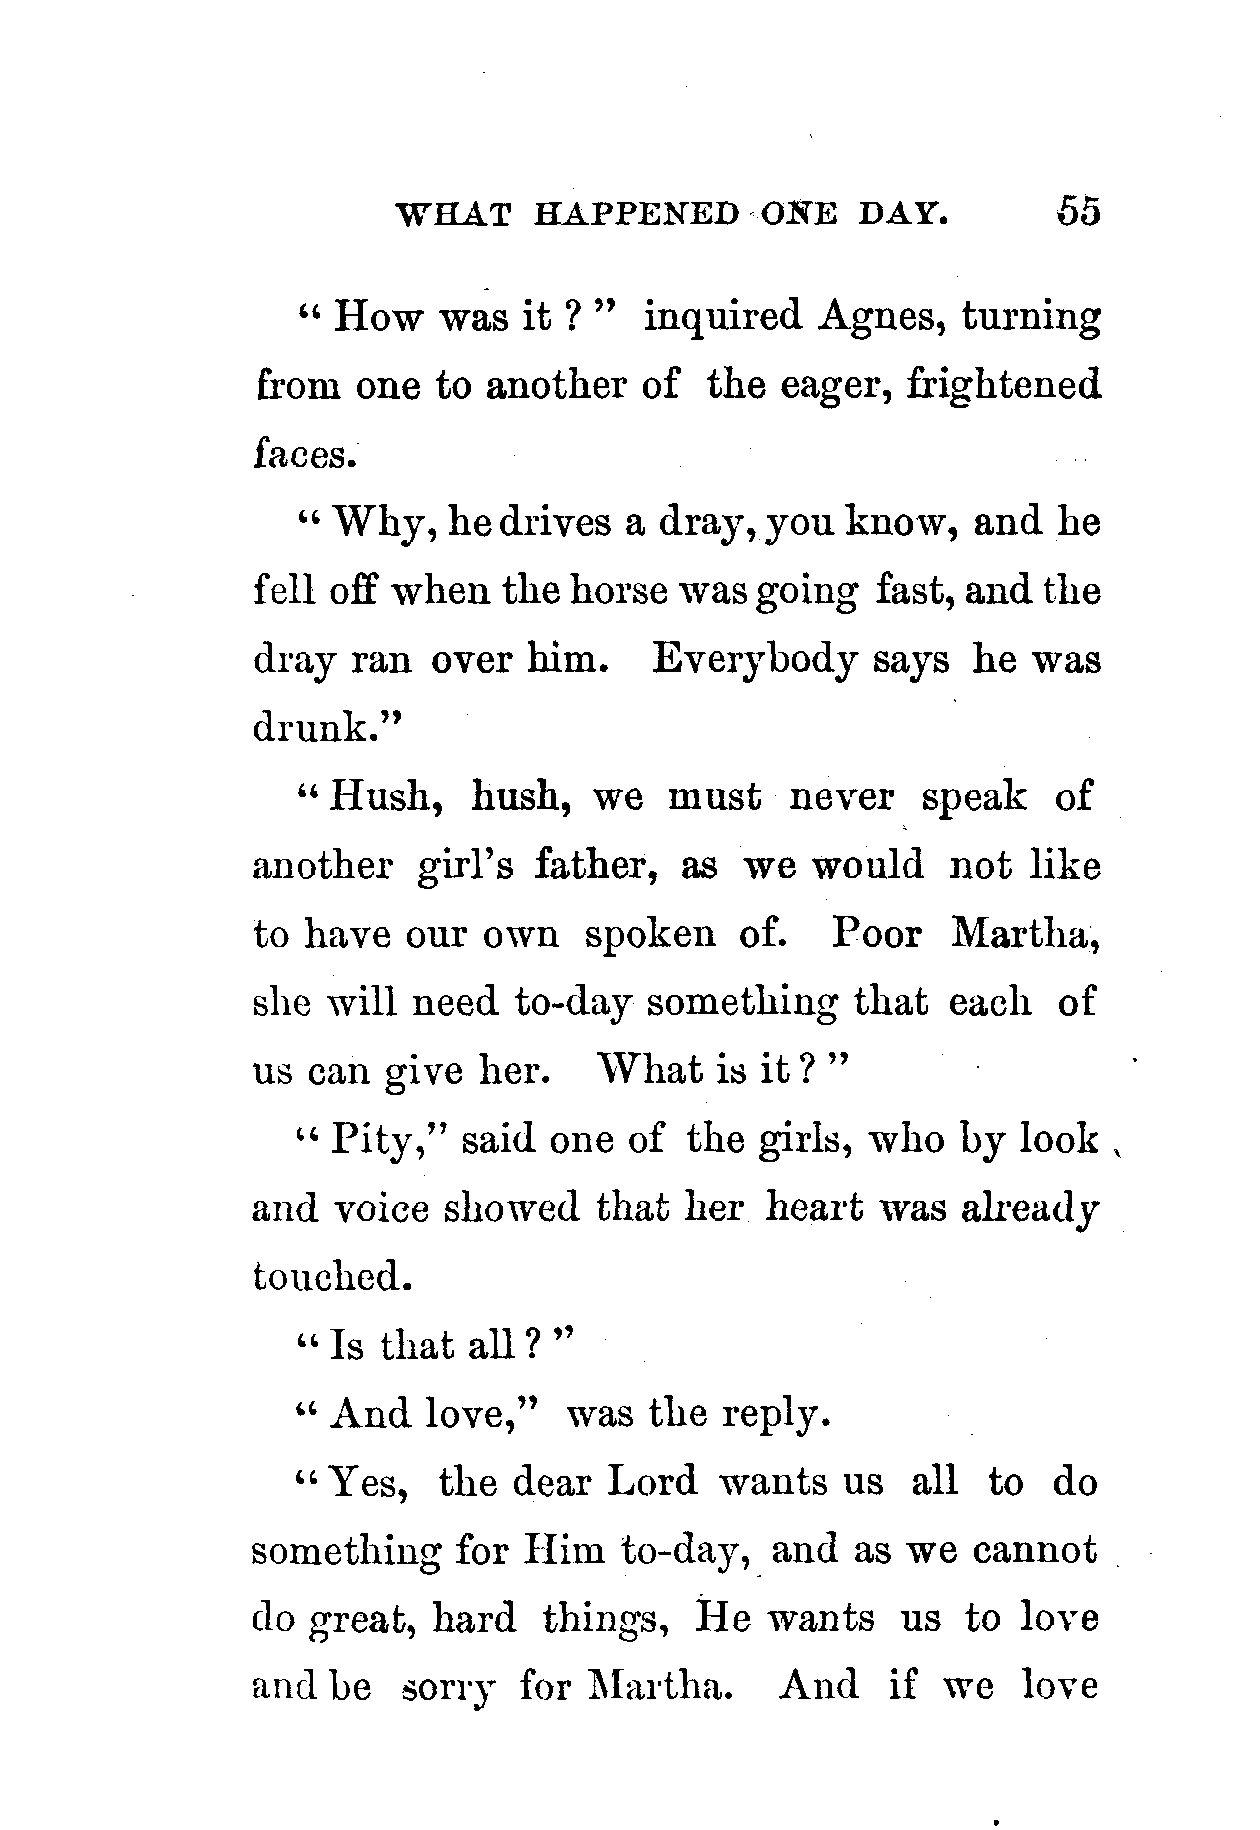 WHAT HAPPENED ONE DAY. 55
“ How was it ? ” inquired Agnes, turning
from one to another of the eager, frightened
faces.
“ Why, he drives a dray, you know, and he
fell off when the horse was going fast, and the
dray ran over him. Everybody says he was
drunk.”
“ Hush, hush, we must never speak of
another girl’s father, as we would not like
to have our own spoken of. Poor Martha,
she will need to-day something that each of
us can give her. What is it ? ”
“ Pity,” said one of the girls, who by look
and voice showed that her heart was already
touched.
“ Is that all ? ”
“ And love,” was the reply.
“ Yes, the dear Lord wants us all to do
something for Him to-day, and as we cannot
do great, hard things, He wants us to love
and be sorry for Martha. And if we love